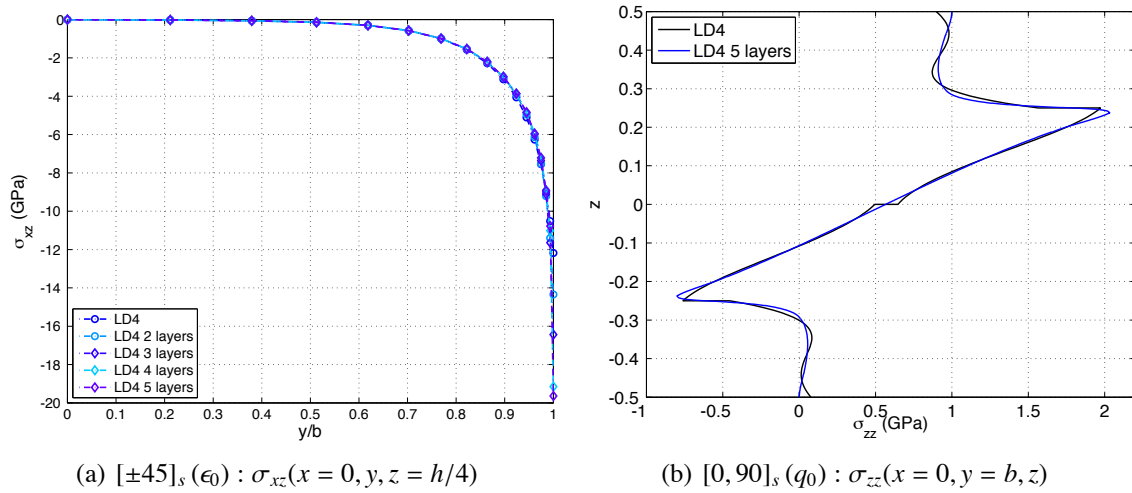 0
-2
-4
-6
-8
-10
-12
-14
-16
-18
-20
σxz (GPa)
LD4
LD4 2 layers
LD4 3 layers
LD4 4 layers
LD4 5 layers
0 0.1 0.2 0.3 0.4 0.5 0.6 0.7 0.8 0.9 1
y/b
(a) [±45]s (ϵ0) : σxz(x = 0, y, z = h/4)
0.5
0.4
0.3
0.2
0.1
0
-0.1
-0.2
-0.3
-0.4
-0.5
z
LD4
LD4 5 layers
-1 -0.5 0 0.5 1 1.5 2
σzz (GPa)
(b) [0, 90]s (q0) : σzz(x = 0, y = b, z)